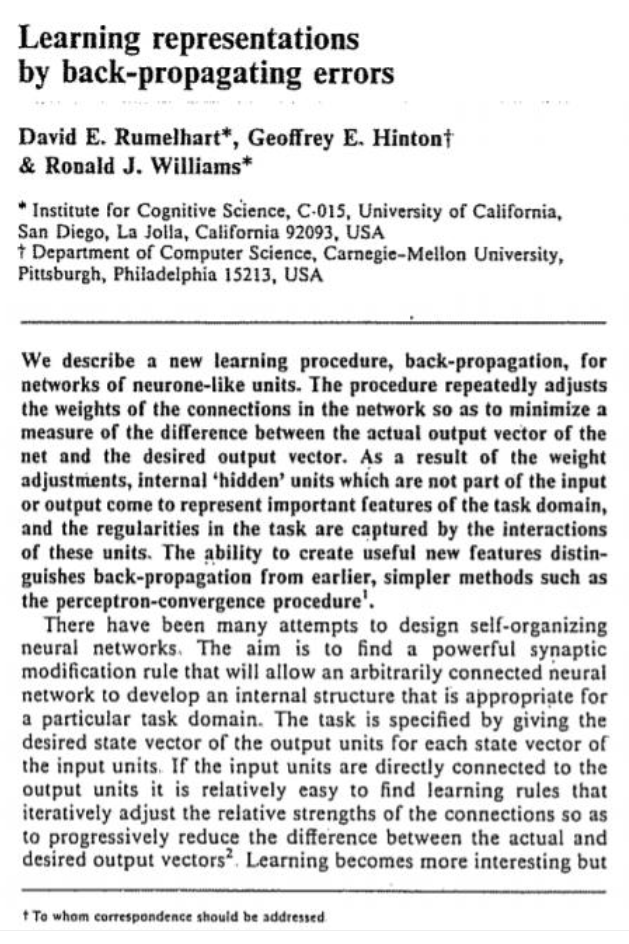 Learning representations
by back-propagating errors
David E. Rumelhart*, Geoffrey E. Hinton†
& Ronald J. Williams*
* Institute for Cognitive Science, C-015, University of California,
San Diego, La Jolla, California 92093, USA
† Department of Computer Science, Carnegie-Mellon University,
Pittsburgh, Philadelphia 15213, USA
We describe a new learning procedure, back-propagation, for
networks of neurone-like units. The procedure repeatedly adjusts
the weights of the connections in the network so as to minimize a
measure of the difference between the actual output vector of the
net and the desired output vector. As a result of the weight
adjustments, internal ‘hidden’ units which are not part of the input
or output come to represent important features of the task domain,
and the regularities in the task are captured by the interactions
of these units. The ability to create useful new features distin-
guishes back-propagation from earlier, simpler methods such as
the perceptron-convergence procedure¹.
There have been many attempts to design self-organizing
neural networks. The aim is to find a powerful synaptic
modification rule that will allow an arbitrarily connected neural
network to develop an internal structure that is appropriate for
a particular task domain. The task is specified by giving the
desired state vector of the output units for each state vector of
the input units. If the input units are directly connected to the
output units it is relatively easy to find learning rules that
iteratively adjust the relative strengths of the connections so as
to progressively reduce the difference between the actual and
desired output vectors². Learning becomes more interesting but
† To whom correspondence should be addressed